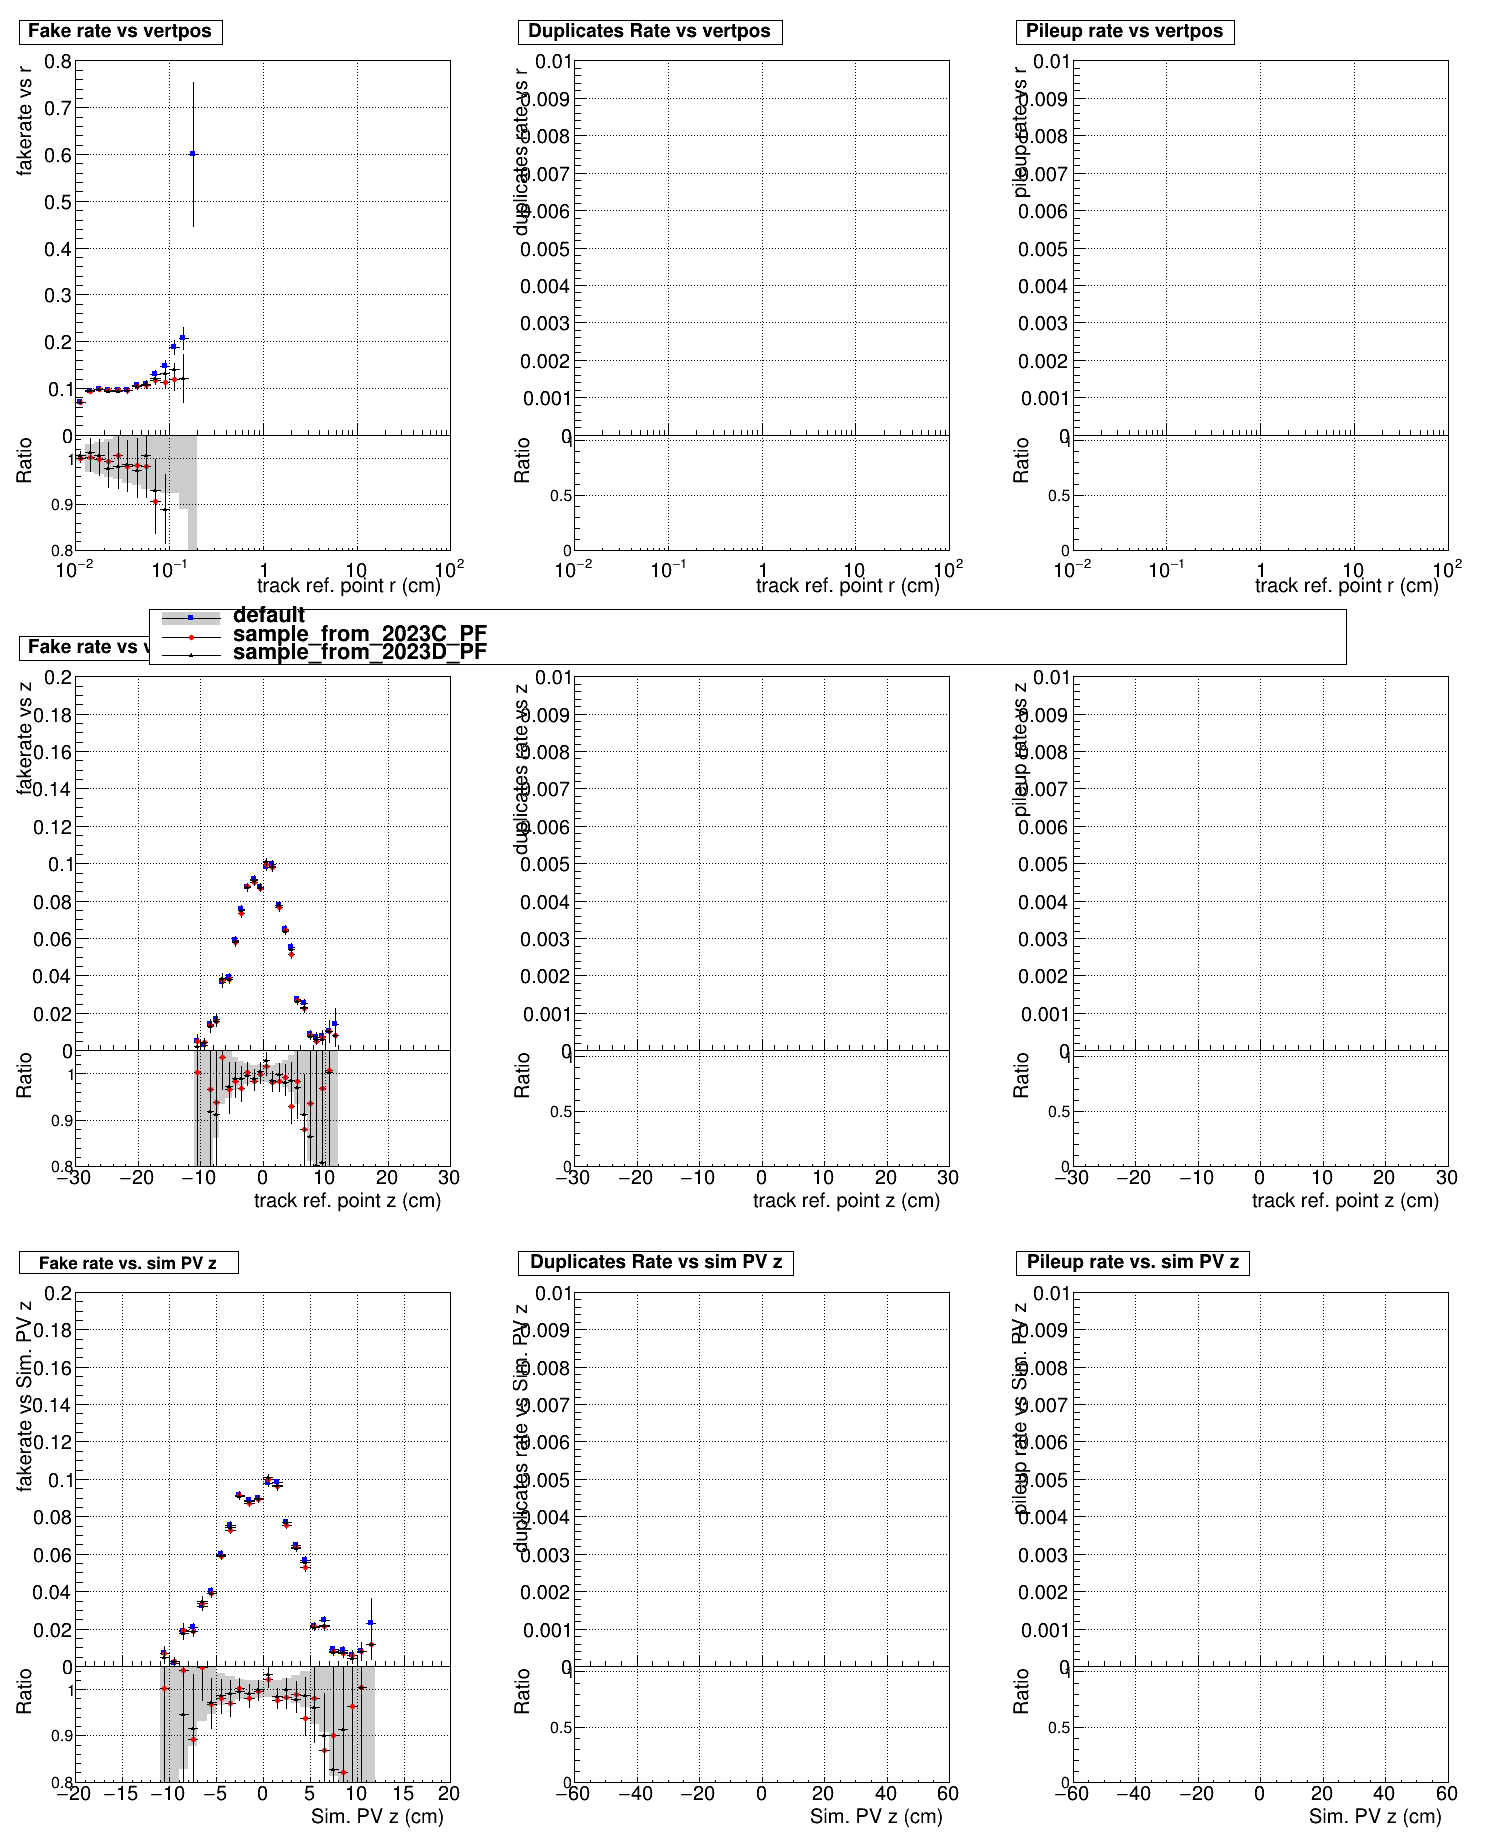 Fake rate vs vertpos
Duplicates Rate vs vertpos
Pileup rate vs vertpos
fakerate vs r
0.8
0.7
0.6
0.5
0.4
0.3
0.2
0.1
0
Ratio
1
0.9
0.8
10−2 10−1 1 10 102
track ref. point r (cm)
duplicates rate vs r
0.01
0.009
0.008
0.007
0.006
0.005
0.004
0.003
0.002
0.001
0
Ratio
1
0.5
0
10−2 10−1 1 10 102
track ref. point r (cm)
pileup rate vs r
0.01
0.009
0.008
0.007
0.006
0.005
0.004
0.003
0.002
0.001
0
Ratio
1
0.5
0
10−2 10−1 1 10 102
track ref. point r (cm)
default
sample_from_2023C_PF
sample_from_2023D_PF
Fake rate vs
fakerate vs z
0.2
0.18
0.16
0.14
0.12
0.1
0.08
0.06
0.04
0.02
0
Ratio
1
0.9
0.8
−30 −20 −10 0 10 20 30
track ref. point z (cm)
duplicates rate vs z
0.01
0.009
0.008
0.007
0.006
0.005
0.004
0.003
0.002
0.001
0
Ratio
1
0.5
0
−30 −20 −10 0 10 20 30
track ref. point z (cm)
pileup rate vs z
0.01
0.009
0.008
0.007
0.006
0.005
0.004
0.003
0.002
0.001
0
Ratio
1
0.5
0
−30 −20 −10 0 10 20 30
track ref. point z (cm)
Fake rate vs. sim PV z
Duplicates Rate vs sim PV z
Pileup rate vs. sim PV z
fakerate vs Sim. PV z
0.2
0.18
0.16
0.14
0.12
0.1
0.08
0.06
0.04
0.02
0
Ratio
1
0.9
0.8
−20 −15 −10 −5 0 5 10 15 20
Sim. PV z (cm)
duplicates rate vs Sim. PV z
0.01
0.009
0.008
0.007
0.006
0.005
0.004
0.003
0.002
0.001
0
Ratio
1
0.5
0
−60 −40 −20 0 20 40 60
Sim. PV z (cm)
pileup rate vs Sim. PV z
0.01
0.009
0.008
0.007
0.006
0.005
0.004
0.003
0.002
0.001
0
Ratio
1
0.5
0
−60 −40 −20 0 20 40 60
Sim. PV z (cm)